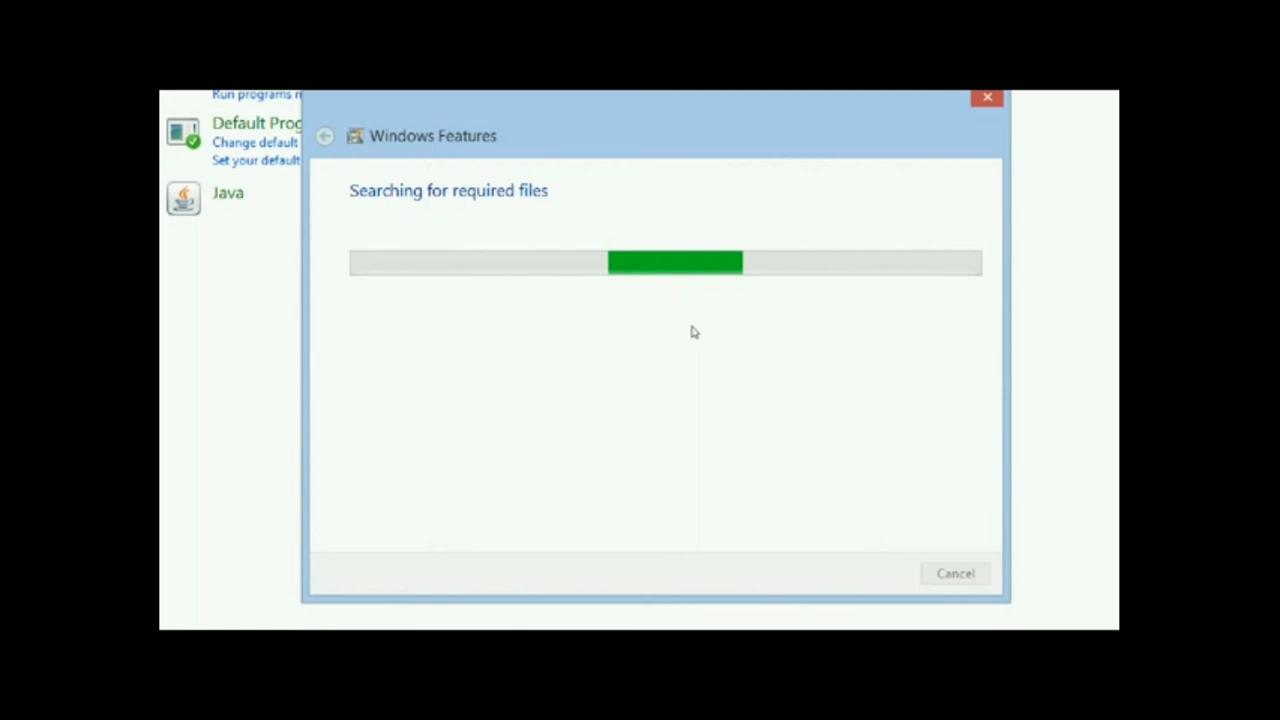 Run programs
Default Prog
Change default
Set your default
Java
Windows Features
Searching for required files
Cancel